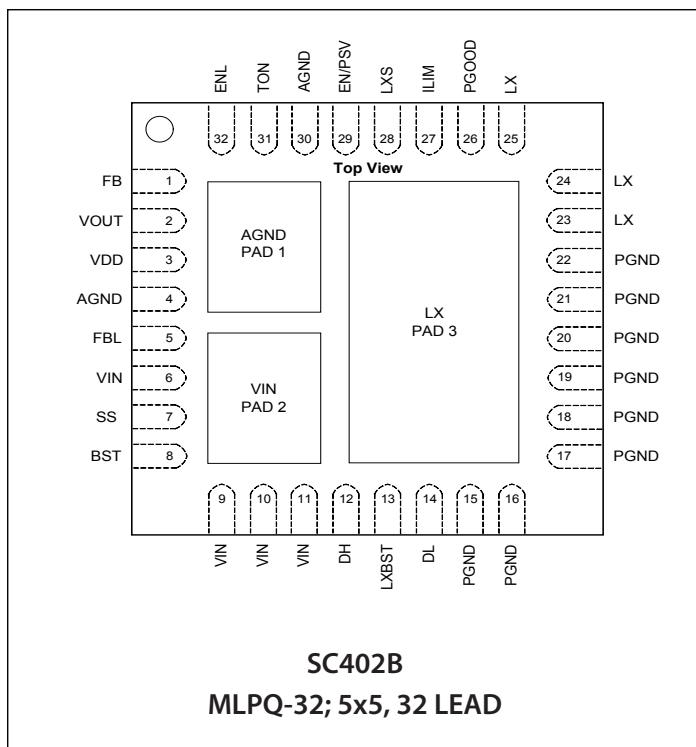 ENL
TON
AGND
EN/PSV
LXS
ILIM
PGOOD
LX
32
31
30
29
28
27
26
25
Top View
FB 1
VOUT 2
VDD 3
AGND 4
FBL 5
VIN 6
SS 7
BST 8
AGND
PAD 1
VIN
PAD 2
LX
PAD 3
24 LX
23 LX
22 PGND
21 PGND
20 PGND
19 PGND
18 PGND
17 PGND
9
10
11
12
13
14
15
16
VIN
VIN
VIN
DH
LXBST
DL
PGND
PGND
SC402B
MLPQ-32; 5x5, 32 LEAD